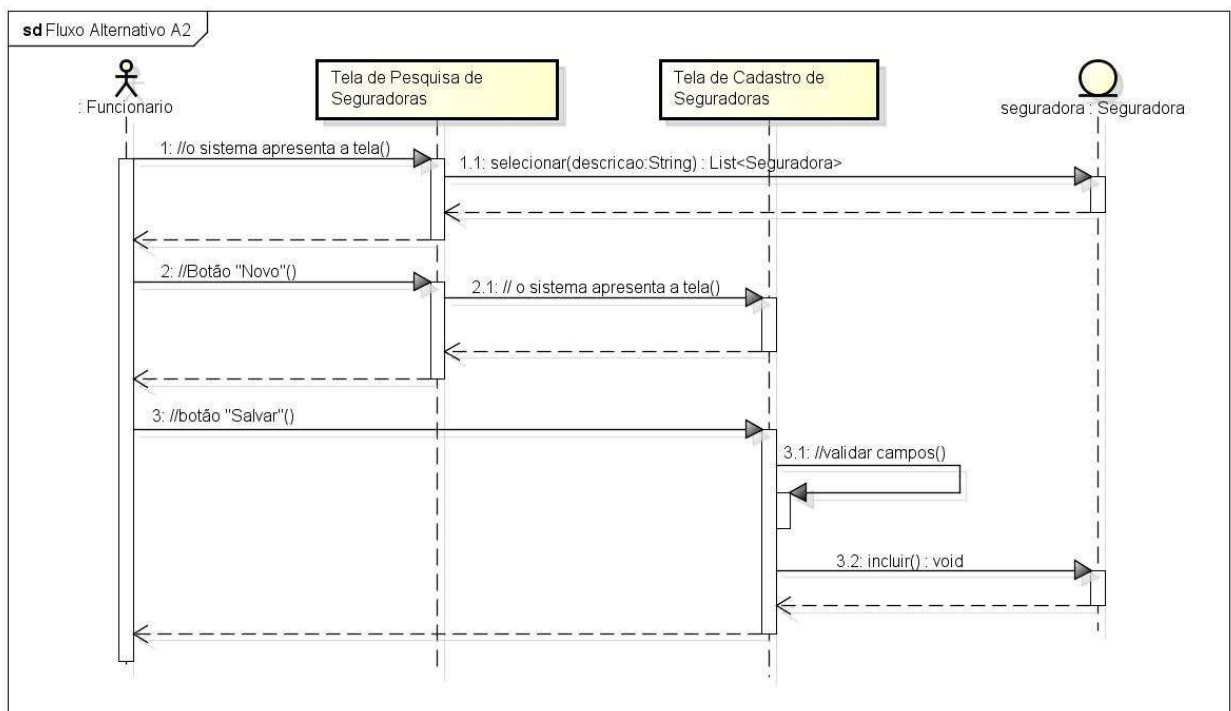 sd Fluxo Alternativo A2
: Funcionario
Tela de Pesquisa de
Seguradoras
Tela de Cadastro de
Seguradoras
seguradora : Seguradora
1: //o sistema apresenta a tela()
1.1: selecionar(descricao:String) : List<Seguradora>
2: //Botão "Novo"()
2.1: // o sistema apresenta a tela()
3: //botão "Salvar"()
3.1: //validar campos()
3.2: incluir() : void